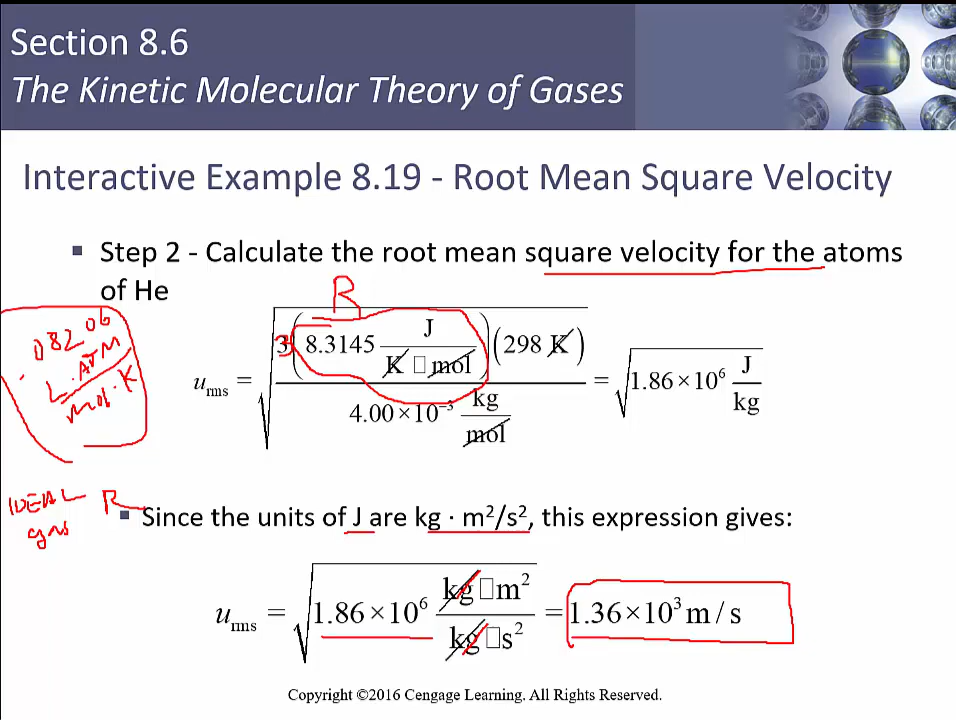 Section 8.6
The Kinetic Molecular Theory of Gases
Interactive Example 8.19 - Root Mean Square Velocity
▪ Step 2 - Calculate the root mean square velocity for the atoms
of He
R
u_rms = √(3(8.3145 J/(K □ mol))(298 K) / (4.00×10⁻³ kg/mol)) = √(1.86×10⁶ J/kg)
.08206
L.ATM
mol.K
IDEAL R
gas
▪ Since the units of J are kg · m²/s², this expression gives:
u_rms = √(1.86×10⁶ (kg □ m²)/(kg □ s²)) = 1.36×10³ m/s
Copyright ©2016 Cengage Learning. All Rights Reserved.